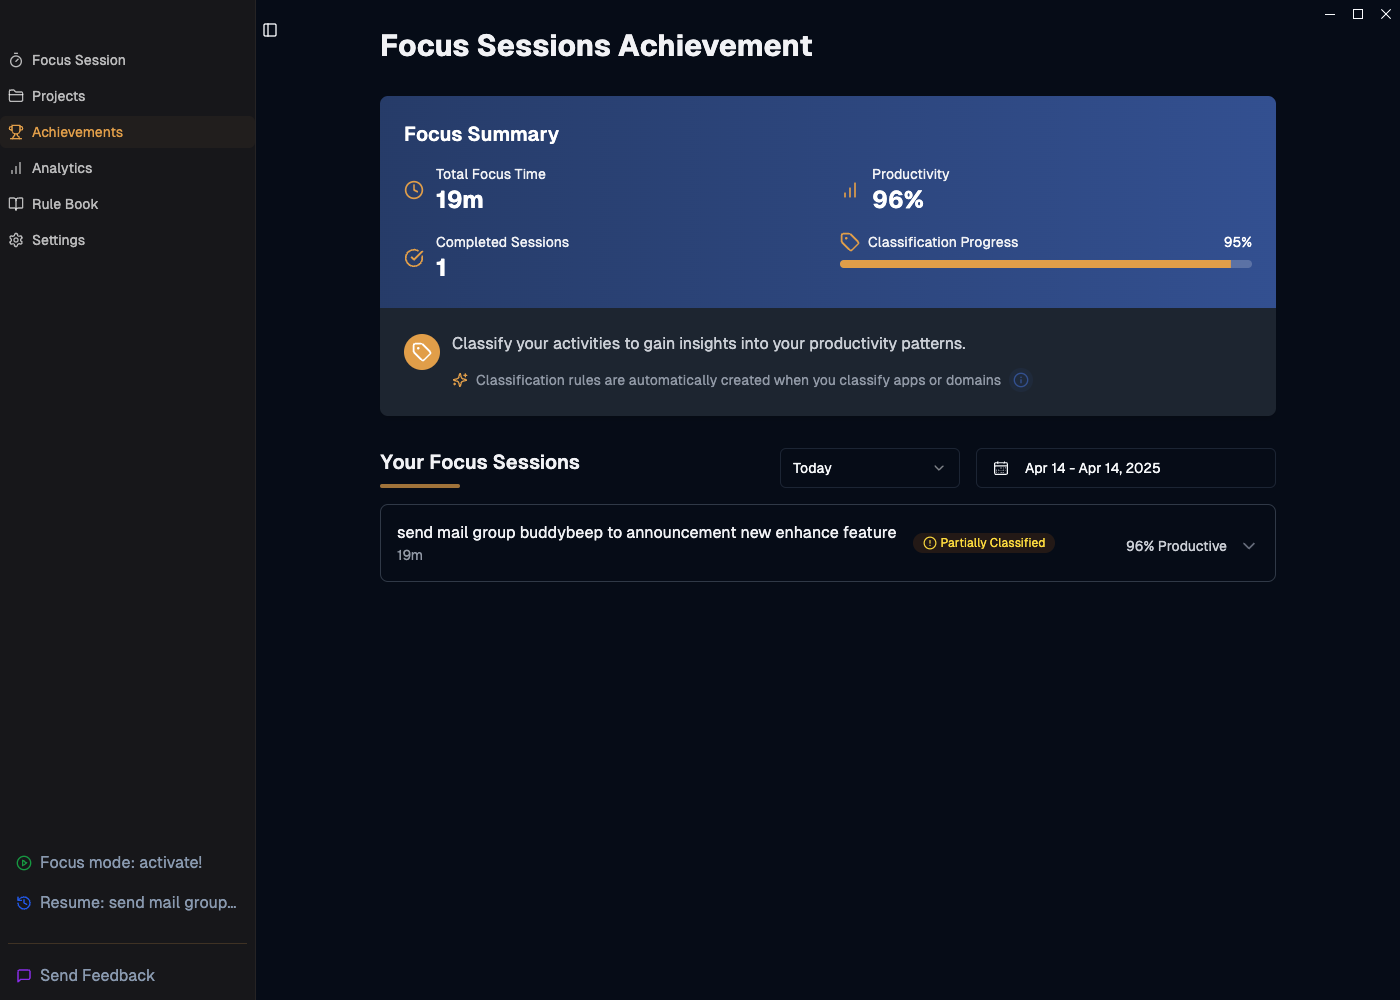 Focus Session
Projects
Achievements
Analytics
Rule Book
Settings
Focus mode: activate!
Resume: send mail group...
Send Feedback
Focus Sessions Achievement
Focus Summary
Total Focus Time
19m
Productivity
96%
Completed Sessions
1
Classification Progress
95%
Classify your activities to gain insights into your productivity patterns.
Classification rules are automatically created when you classify apps or domains
Your Focus Sessions
Today
Apr 14 - Apr 14, 2025
send mail group buddybeep to announcement new enhance feature
Partially Classified
19m
96% Productive